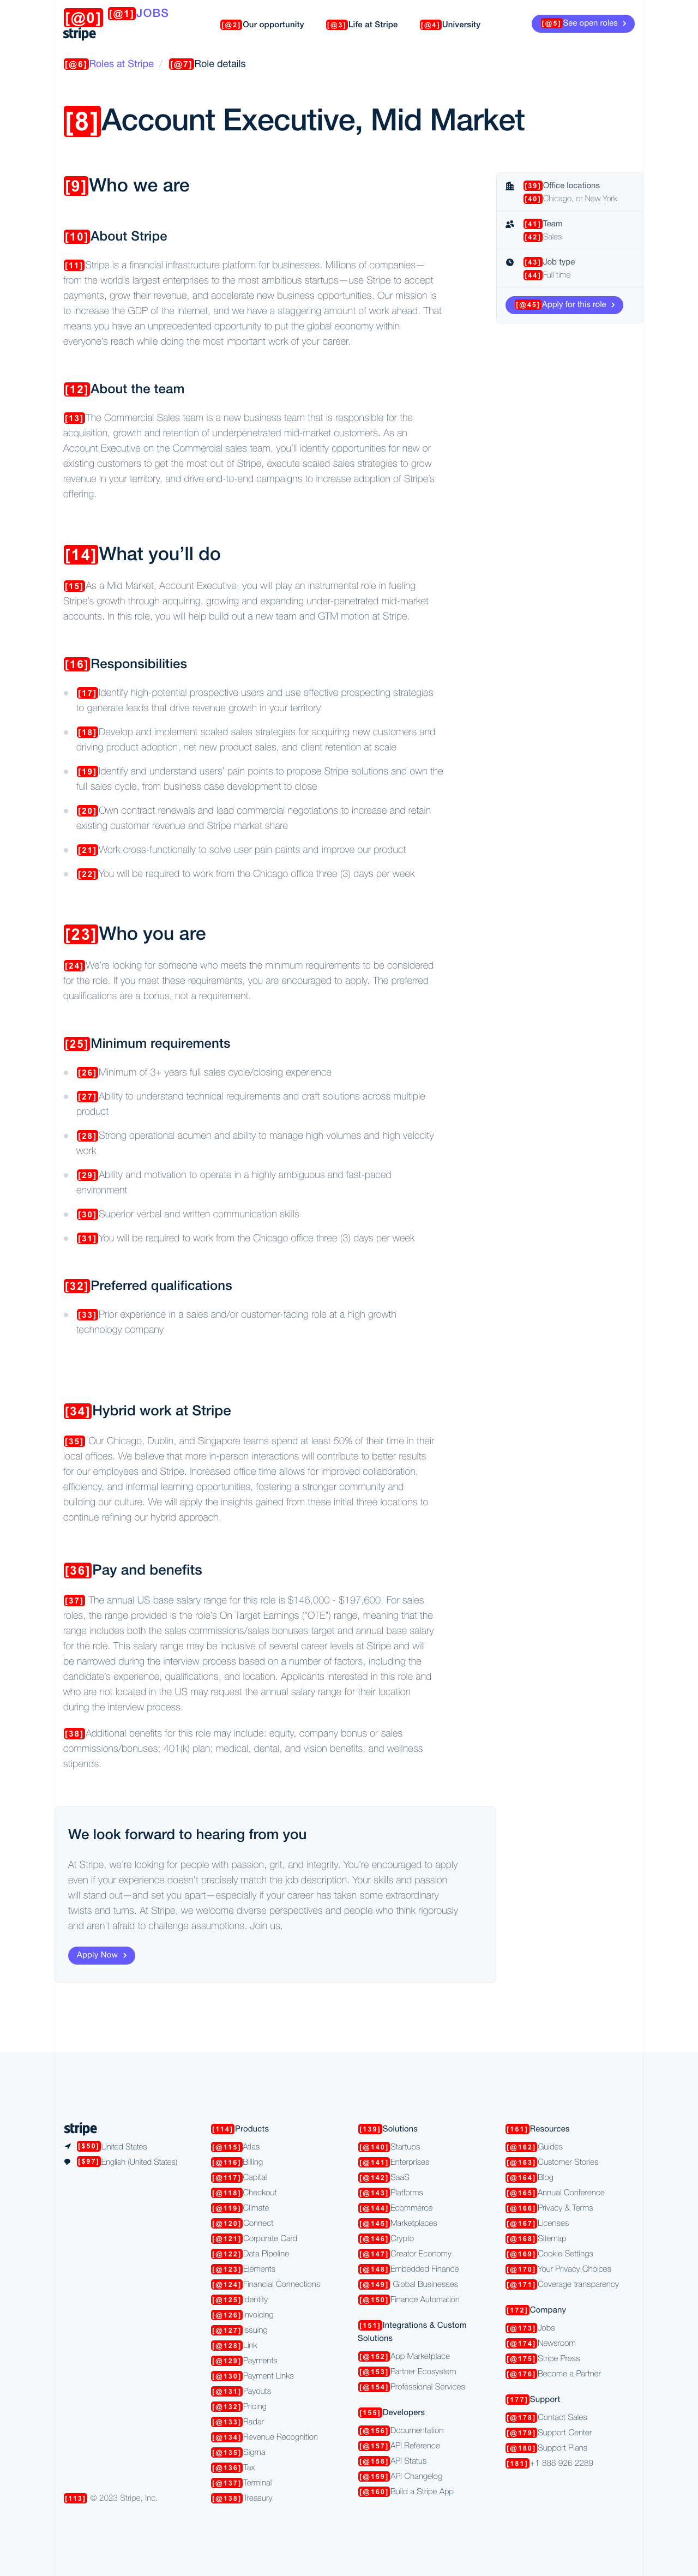 [@0] [@1]JOBS
stripe
[@2]Our opportunity [@3]Life at Stripe [@4]University [@5]See open roles
[@6]Roles at Stripe / [@7]Role details
[8]Account Executive, Mid Market
[9]Who we are
[10]About Stripe
[11]Stripe is a financial infrastructure platform for businesses. Millions of companies—
from the world's largest enterprises to the most ambitious startups—use Stripe to accept
payments, grow their revenue, and accelerate new business opportunities. Our mission is
to increase the GDP of the internet, and we have a staggering amount of work ahead. That
means you have an unprecedented opportunity to put the global economy within
everyone's reach while doing the most important work of your career.
[12]About the team
[13]The Commercial Sales team is a new business team that is responsible for the
acquisition, growth and retention of underpenetrated mid-market customers. As an
Account Executive on the Commercial sales team, you'll identify opportunities for new or
existing customers to get the most out of Stripe, execute scaled sales strategies to grow
revenue in your territory, and drive end-to-end campaigns to increase adoption of Stripe's
offering.
[14]What you'll do
[15]As a Mid Market, Account Executive, you will play an instrumental role in fueling
Stripe's growth through acquiring, growing and expanding under-penetrated mid-market
accounts. In this role, you will help build out a new team and GTM motion at Stripe.
[16]Responsibilities
[17]Identify high-potential prospective users and use effective prospecting strategies
to generate leads that drive revenue growth in your territory
[18]Develop and implement scaled sales strategies for acquiring new customers and
driving product adoption, net new product sales, and client retention at scale
[19]Identify and understand users' pain points to propose Stripe solutions and own the
full sales cycle, from business case development to close
[20]Own contract renewals and lead commercial negotiations to increase and retain
existing customer revenue and Stripe market share
[21]Work cross-functionally to solve user pain paints and improve our product
[22]You will be required to work from the Chicago office three (3) days per week
[23]Who you are
[24]We're looking for someone who meets the minimum requirements to be considered
for the role. If you meet these requirements, you are encouraged to apply. The preferred
qualifications are a bonus, not a requirement.
[25]Minimum requirements
[26]Minimum of 3+ years full sales cycle/closing experience
[27]Ability to understand technical requirements and craft solutions across multiple
product
[28]Strong operational acumen and ability to manage high volumes and high velocity
work
[29]Ability and motivation to operate in a highly ambiguous and fast-paced
environment
[30]Superior verbal and written communication skills
[31]You will be required to work from the Chicago office three (3) days per week
[32]Preferred qualifications
[33]Prior experience in a sales and/or customer-facing role at a high growth
technology company
[34]Hybrid work at Stripe
[35] Our Chicago, Dublin, and Singapore teams spend at least 50% of their time in their
local offices. We believe that more in-person interactions will contribute to better results
for our employees and Stripe. Increased office time allows for improved collaboration,
efficiency, and informal learning opportunities, fostering a stronger community and
building our culture. We will apply the insights gained from these initial three locations to
continue refining our hybrid approach.
[36]Pay and benefits
[37] The annual US base salary range for this role is $146,000 - $197,600. For sales
roles, the range provided is the role's On Target Earnings ("OTE") range, meaning that the
range includes both the sales commissions/sales bonuses target and annual base salary
for the role. This salary range may be inclusive of several career levels at Stripe and will
be narrowed during the interview process based on a number of factors, including the
candidate's experience, qualifications, and location. Applicants interested in this role and
who are not located in the US may request the annual salary range for their location
during the interview process.
[38]Additional benefits for this role may include: equity, company bonus or sales
commissions/bonuses; 401(k) plan; medical, dental, and vision benefits; and wellness
stipends.
[39]Office locations
[40]Chicago, or New York
[41]Team
[42]Sales
[43]Job type
[44]Full time
[@45]Apply for this role
We look forward to hearing from you
At Stripe, we're looking for people with passion, grit, and integrity. You're encouraged to apply
even if your experience doesn't precisely match the job description. Your skills and passion
will stand out—and set you apart—especially if your career has taken some extraordinary
twists and turns. At Stripe, we welcome diverse perspectives and people who think rigorously
and aren't afraid to challenge assumptions. Join us.
Apply Now
stripe
[$50]United States
[$97]English (United States)
[113] © 2023 Stripe, Inc.
[114]Products
[@115]Atlas
[@116]Billing
[@117]Capital
[@118]Checkout
[@119]Climate
[@120]Connect
[@121]Corporate Card
[@122]Data Pipeline
[@123]Elements
[@124]Financial Connections
[@125]Identity
[@126]Invoicing
[@127]Issuing
[@128]Link
[@129]Payments
[@130]Payment Links
[@131]Payouts
[@132]Pricing
[@133]Radar
[@134]Revenue Recognition
[@135]Sigma
[@136]Tax
[@137]Terminal
[@138]Treasury
[139]Solutions
[@140]Startups
[@141]Enterprises
[@142]SaaS
[@143]Platforms
[@144]Ecommerce
[@145]Marketplaces
[@146]Crypto
[@147]Creator Economy
[@148]Embedded Finance
[@149] Global Businesses
[@150]Finance Automation
[151]Integrations & Custom
Solutions
[@152]App Marketplace
[@153]Partner Ecosystem
[@154]Professional Services
[155]Developers
[@156]Documentation
[@157]API Reference
[@158]API Status
[@159]API Changelog
[@160]Build a Stripe App
[161]Resources
[@162]Guides
[@163]Customer Stories
[@164]Blog
[@165]Annual Conference
[@166]Privacy & Terms
[@167]Licenses
[@168]Sitemap
[@169]Cookie Settings
[@170]Your Privacy Choices
[@171]Coverage transparency
[172]Company
[@173]Jobs
[@174]Newsroom
[@175]Stripe Press
[@176]Become a Partner
[177]Support
[@178]Contact Sales
[@179]Support Center
[@180]Support Plans
[181]+1 888 926 2289